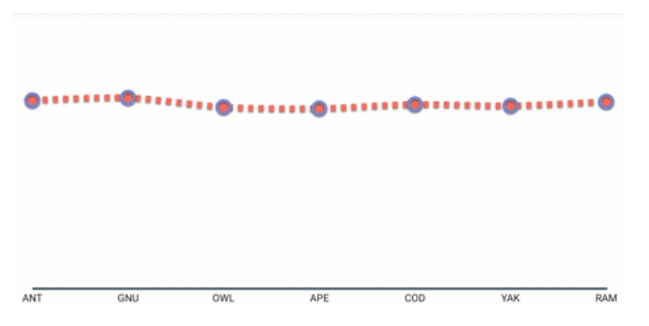 ANT GNU OWL APE COD YAK RAM